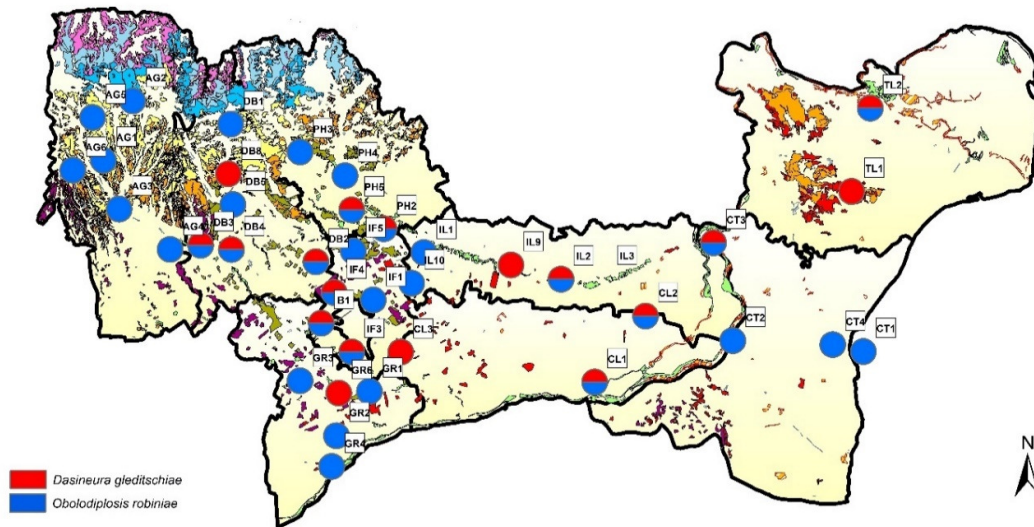 AG2
AG5
TL2
DB1
AG1
PH3
AG6
DB8
PH4
TL1
DB5
PH5
AG3
PH2
DB3
IF5
IL1
CT3
AG4
DB4
DB2
IL9
IL2
IL3
IL10
IF4
IF1
CL2
B1
CT2
CT4
CT1
IF3
CL3
GR3
GR6
GR1
CL1
GR2
GR4
N
Dasineura gleditschiae
Obolodiplosis robiniae